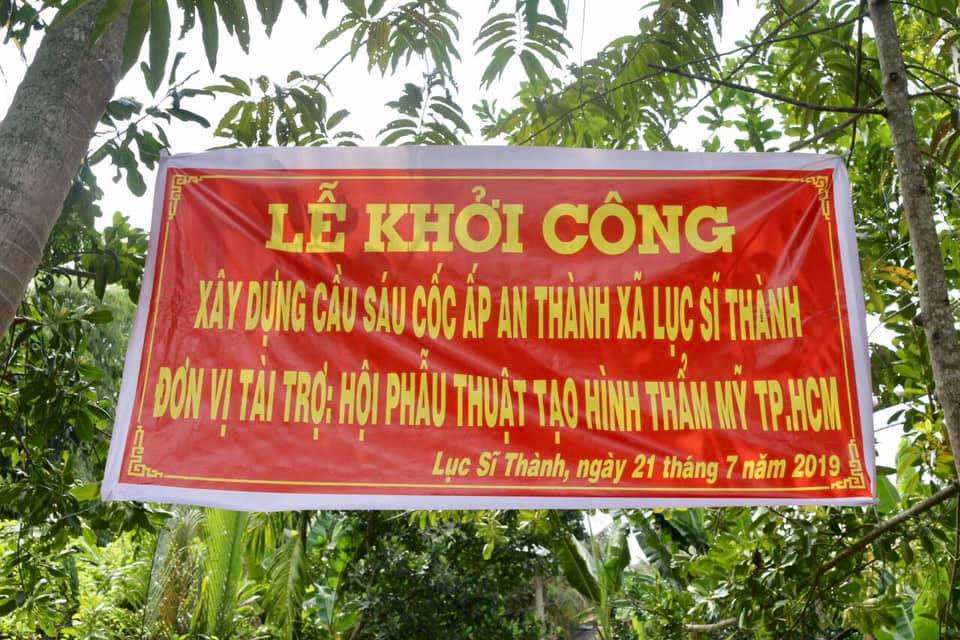 LỄ KHỞI CÔNG
XÂY DỰNG CẦU SÁU CỐC ẤP AN THÀNH XÃ LỤC SĨ THÀNH
ĐƠN VỊ TÀI TRỢ: HỘI PHẪU THUẬT TẠO HÌNH THẨM MỸ TP.HCM
Lục Sĩ Thành, ngày 21 tháng 7 năm 2019